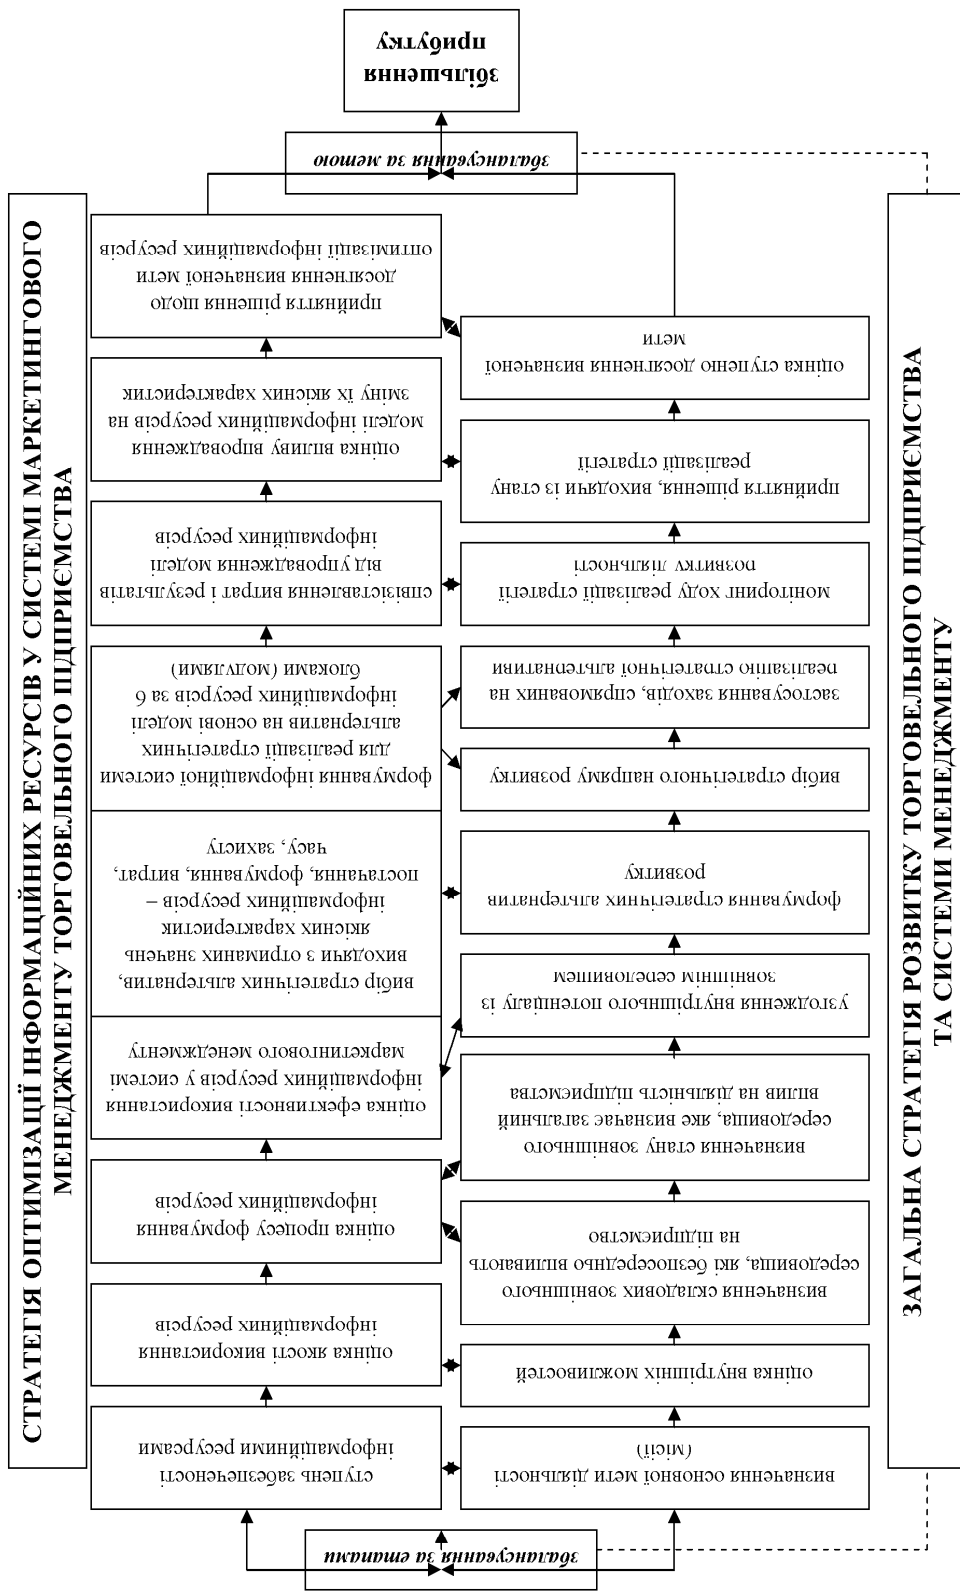 СТРАТЕГІЯ ОПТИМІЗАЦІЇ ІНФОРМАЦІЙНИХ РЕСУРСІВ У СИСТЕМІ МАРКЕТИНГОВОГО
МЕНЕДЖМЕНТУ ТОРГОВЕЛЬНОГО ПІДПРИЄМСТВА
збалансування за етапами
ступень забезпеченості
інформаційними ресурсами
оцінка якості використання
інформаційних ресурсів
оцінка процесу формування
інформаційних ресурсів
оцінка ефективності використання
інформаційних ресурсів у системі
маркетингового менеджменту
вибір стратегічних альтернатив,
виходячи з отриманих значень
якісних характеристик
інформаційних ресурсів –
постачання, формування, витрат,
часу, захисту
формування інформаційної системи
для реалізації стратегічних
альтернатив на основі моделі
інформаційних ресурсів за 6
блоками (модулями)
співзіставлення витрат і результатів
від упровадження моделі
інформаційних ресурсів
оцінка впливу впровадження
моделі інформаційних ресурсів на
зміну їх якісних характеристик
прийняття рішення щодо
досягнення визначеної мети
оптимізації інформаційних ресурсів
визначення основної мети діяльності
(місії)
оцінка внутрішніх можливостей
визначення складових зовнішнього
середовища, які безпосередньо впливають
на підприємство
визначення стану зовнішнього
середовища, яке визначає загальний
вплив на діяльність підприємства
узгодження внутрішнього потенціалу із
зовнішнім середовищем
формування стратегічних альтернатив
розвитку
вибір стратегічного напряму розвитку
застосування заходів, спрямованих на
реалізацію стратегічної альтернативи
моніторинг ходу реалізації стратегії
розвитку діяльності
прийняття рішення, виходячи із стану
реалізації стратегії
оцінка ступеню досягнення визначеної
мети
збалансування за метою
збільшення
прибутку
ЗАГАЛЬНА СТРАТЕГІЯ РОЗВИТКУ ТОРГОВЕЛЬНОГО ПІДПРИЄМСТВА
ТА СИСТЕМИ МЕНЕДЖМЕНТУ